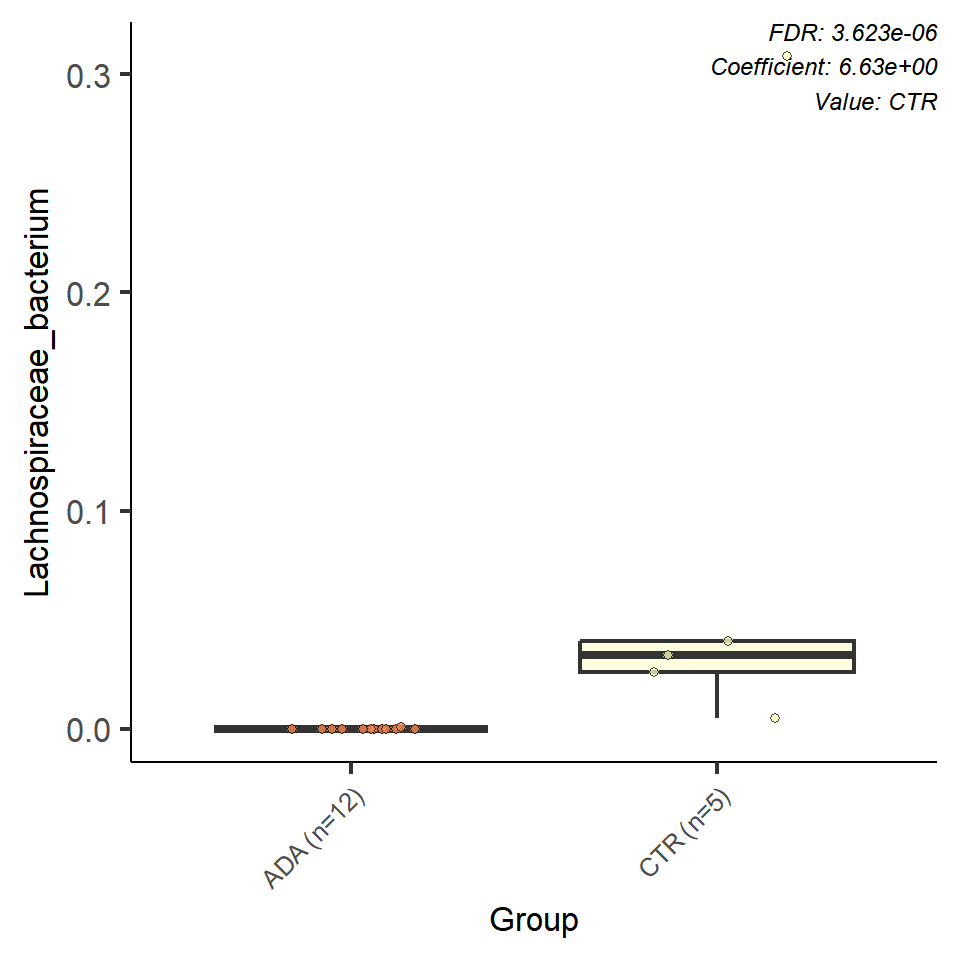 FDR: 3.623e-06
Coefficient: 6.63e+00
Value: CTR
Lachnospiraceae_bacterium
0.3
0.2
0.1
0.0
ADA (n=12)
CTR (n=5)
Group